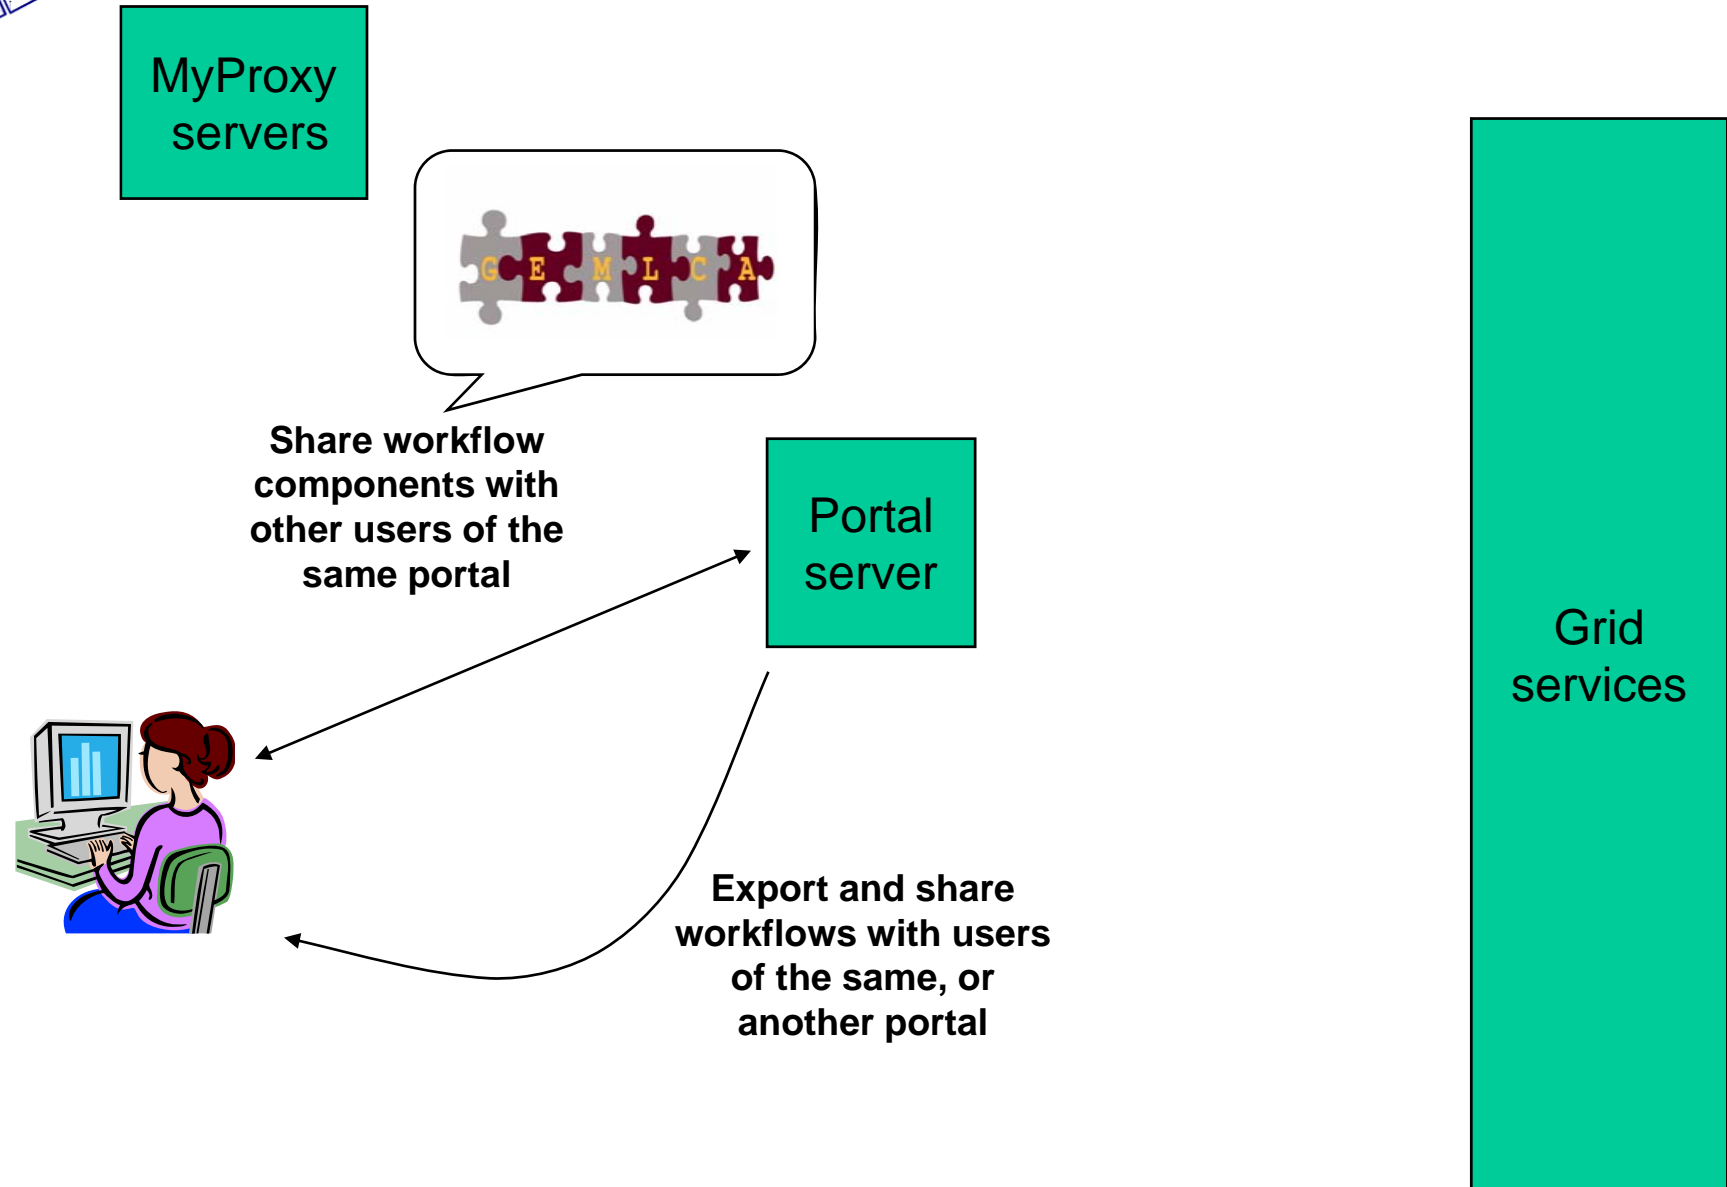 MyProxy
servers
GEMLCA
Share workflow
components with
other users of the
same portal
Portal
server
Grid
services
Export and share
workflows with users
of the same, or
another portal